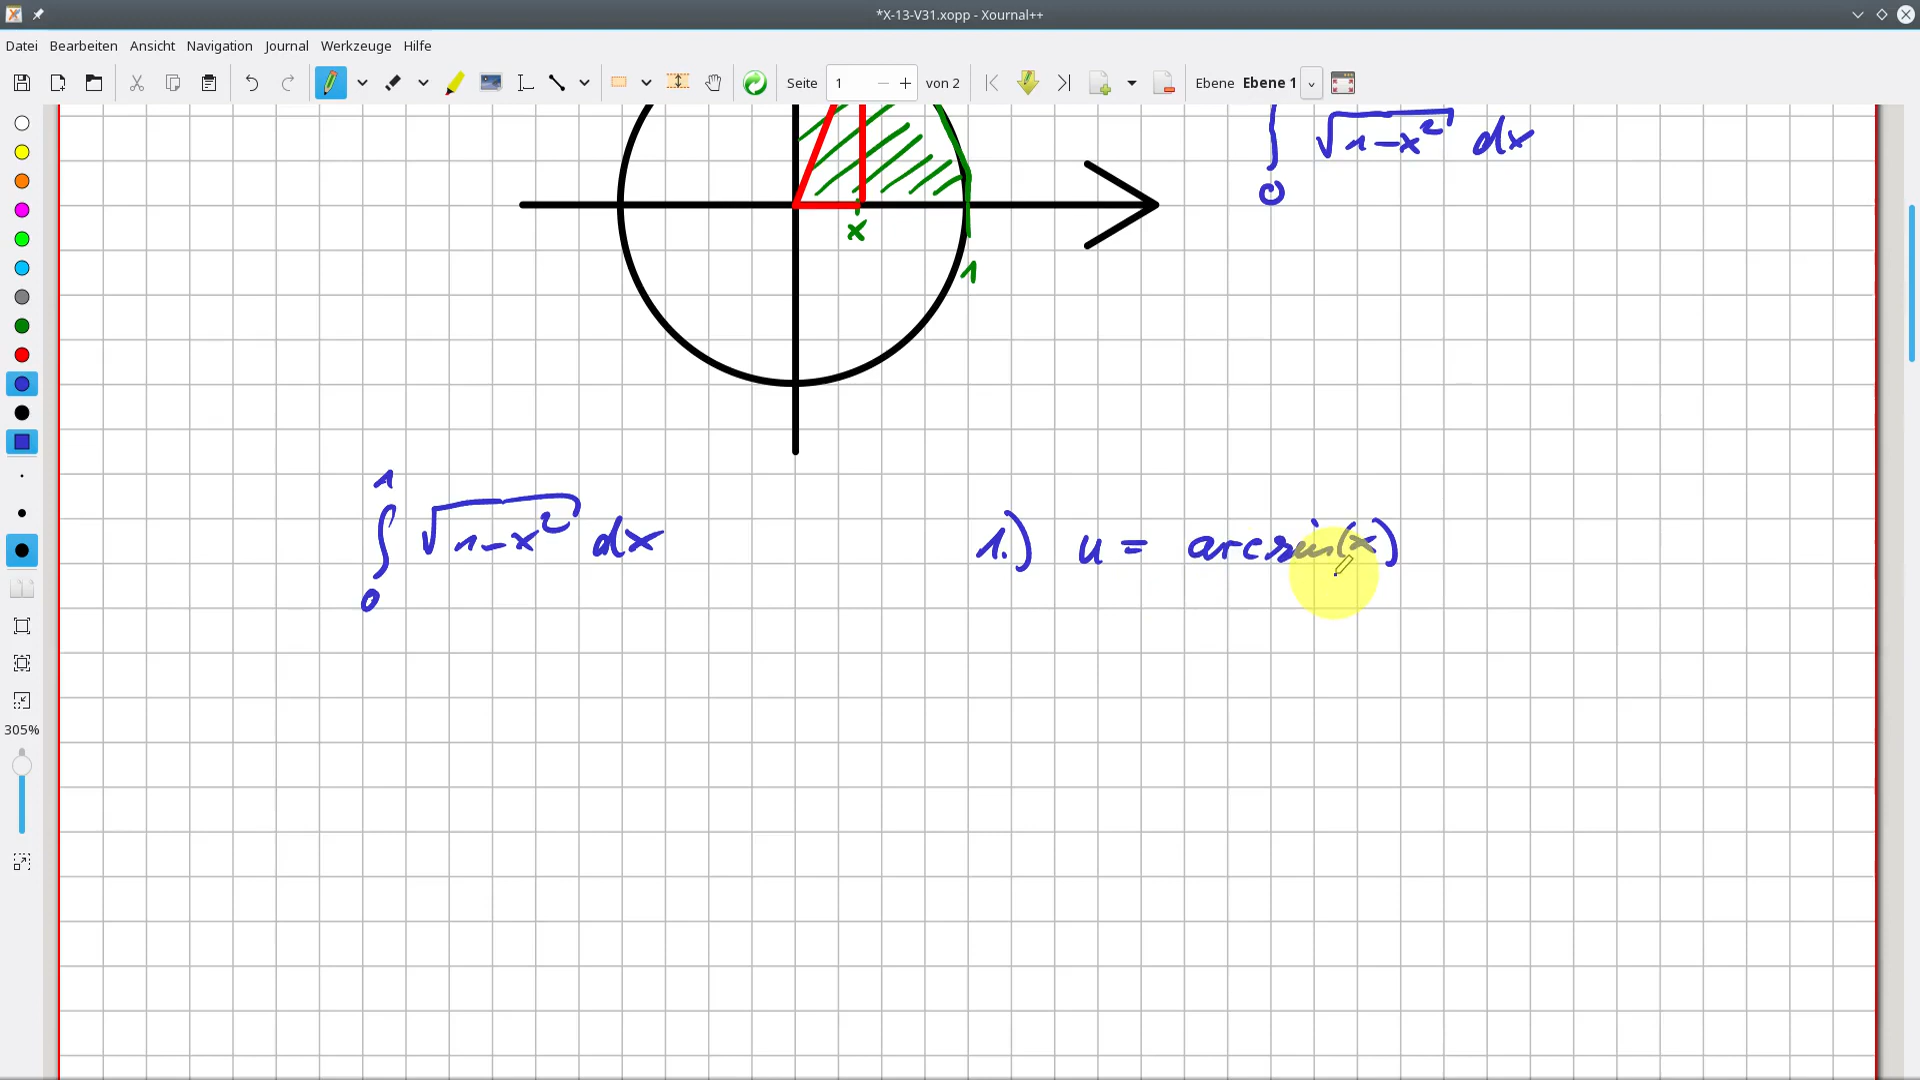 *X-13-V31.xopp - Xournal++
Datei Bearbeiten Ansicht Navigation Journal Werkzeuge Hilfe
Seite 1 von 2 Ebene Ebene 1
∫ √1-x² dx
0
x
1
1
∫ √1-x² dx
0
1.) u = arcsin(x)
305%